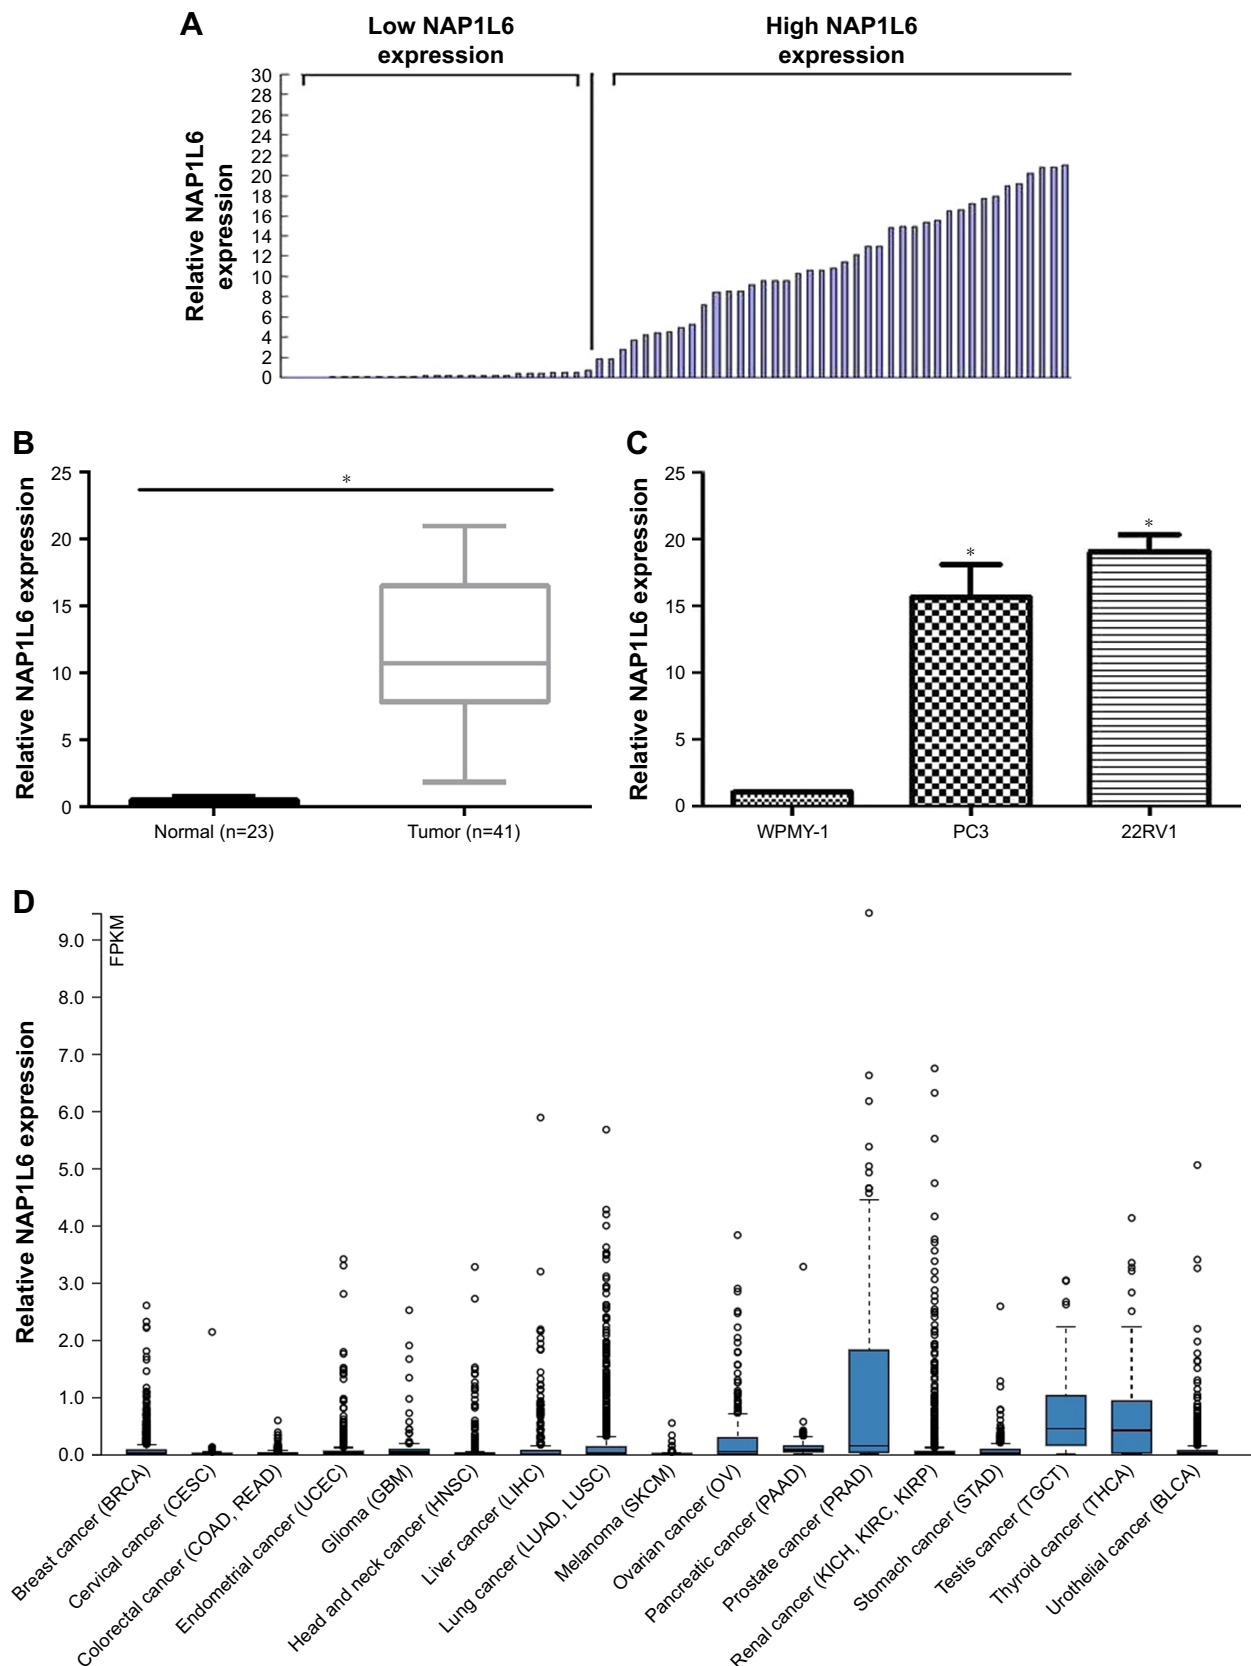 A
Low NAP1L6
expression
High NAP1L6
expression
Relative NAP1L6
expression
30
28
26
24
22
20
18
16
14
12
10
8
6
4
2
0
B
Relative NAP1L6 expression
25
20
15
10
5
0
*
Normal (n=23)
Tumor (n=41)
C
Relative NAP1L6 expression
25
20
15
10
5
0
*
*
WPMY-1
PC3
22RV1
D
Relative NAP1L6 expression
FPKM
9.0
8.0
7.0
6.0
5.0
4.0
3.0
2.0
1.0
0.0
Breast cancer (BRCA)
Cervical cancer (CESC)
Colorectal cancer (COAD, READ)
Endometrial cancer (UCEC)
Glioma (GBM)
Head and neck cancer (HNSC)
Liver cancer (LIHC)
Lung cancer (LUAD, LUSC)
Melanoma (SKCM)
Ovarian cancer (OV)
Pancreatic cancer (PAAD)
Prostate cancer (PRAD)
Renal cancer (KICH, KIRC, KIRP)
Stomach cancer (STAD)
Testis cancer (TGCT)
Thyroid cancer (THCA)
Urothelial cancer (BLCA)